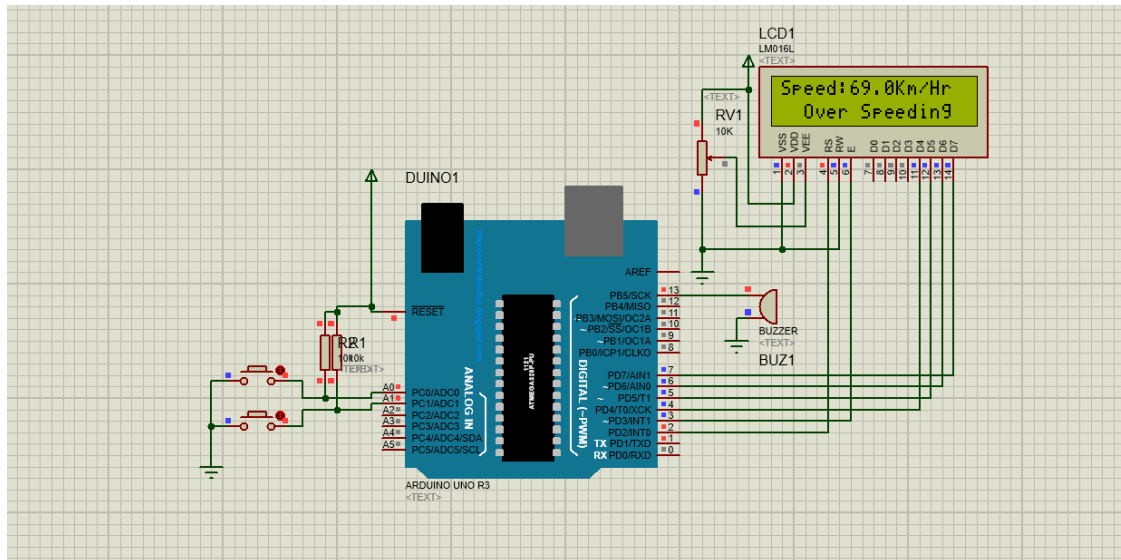 LCD1
LM016L
<TEXT>
Speed:69.0Km/Hr
Over Speeding
<TEXT>
RV1
10K
VSS
VDD
VEE
RS
RW
E
D0
D1
D2
D3
D4
D5
D6
D7
1
2
3
4
5
6
7
8
9
10
11
12
13
14
DUINO1
AREF
RESET
PB5/SCK 13
PB4/MISO 12
~PB3/MOSI/OC2A 11
~PB2/SS/OC1B 10
~PB1/OC1A 9
PB0/ICP1/CLKO 8
BUZZER
<TEXT>
BUZ1
R2
R1
10k
A0 PC0/ADC0
A1 PC1/ADC1
A2 PC2/ADC2
A3 PC3/ADC3
A4 PC4/ADC4/SDA
A5 PC5/ADC5/SCL
ANALOG IN
1121
ATMEGA328P-PU
DIGITAL (~PWM)
PD7/AIN1 7
~PD6/AIN0 6
~PD5/T1 5
PD4/T0/XCK 4
~PD3/INT1 3
PD2/INT0 2
TX PD1/TXD 1
RX PD0/RXD 0
ARDUINO UNO R3
<TEXT>